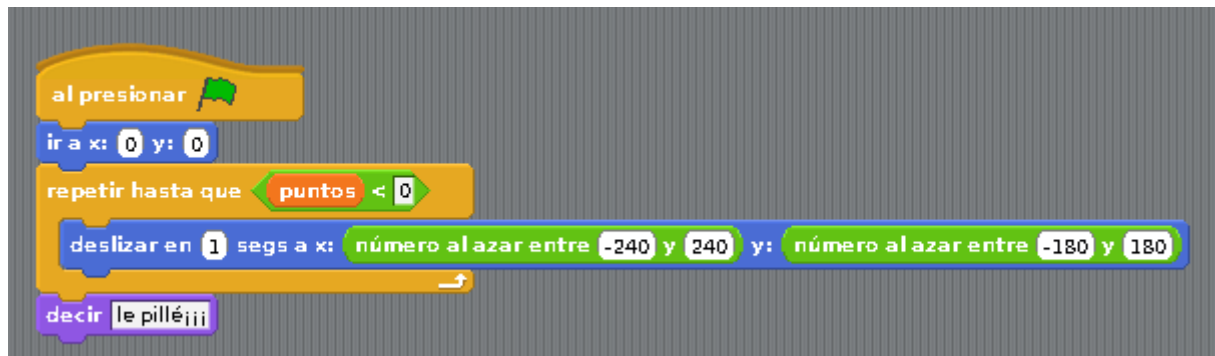 al presionar
ir a x: 0 y: 0
repetir hasta que puntos < 0
deslizar en 1 segs a x: número al azar entre -240 y 240 y: número al azar entre -180 y 180
decir le pillé¡¡¡